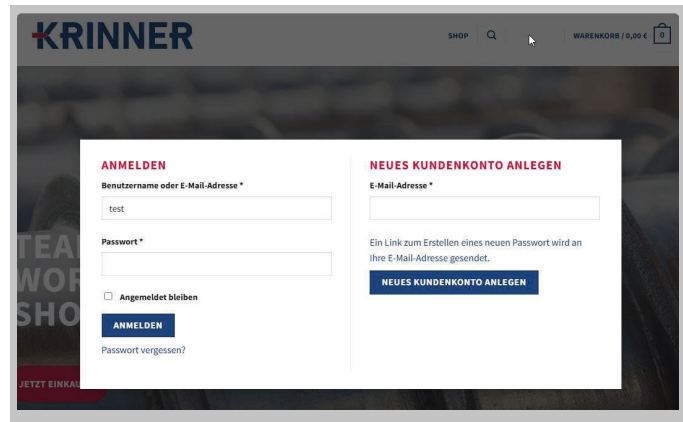 KRINNER
SHOP
WARENKORB / 0,00 € 0
ANMELDEN
Benutzername oder E-Mail-Adresse *
test
Passwort *
Angemeldet bleiben
ANMELDEN
Passwort vergessen?
NEUES KUNDENKONTO ANLEGEN
E-Mail-Adresse *
Ein Link zum Erstellen eines neuen Passwort wird an
Ihre E-Mail-Adresse gesendet.
NEUES KUNDENKONTO ANLEGEN
SHO
JETZT